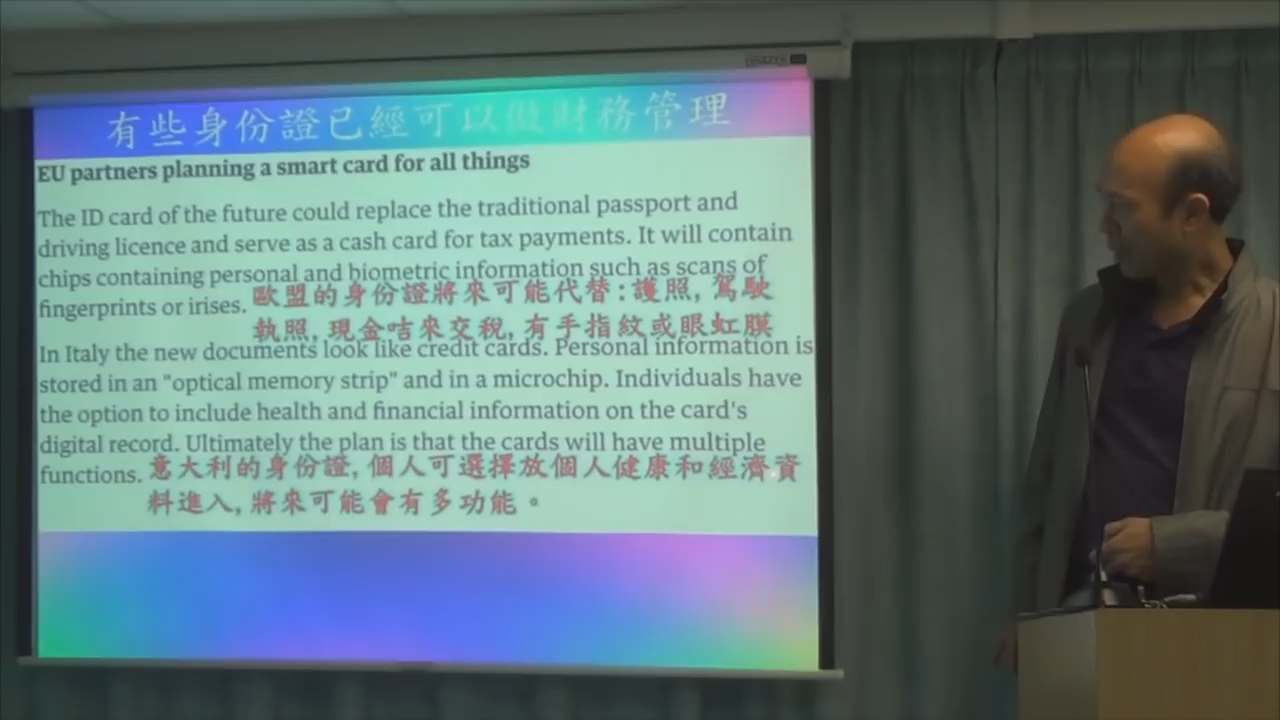 有些身份證已經可以做財務管理
EU partners planning a smart card for all things
The ID card of the future could replace the traditional passport and
driving licence and serve as a cash card for tax payments. It will contain
chips containing personal and biometric information such as scans of
fingerprints or irises.
歐盟的身份證將來可能代替:護照, 駕駛
執照, 現金咭來交稅, 有手指紋或眼虹膜
In Italy the new documents look like credit cards. Personal information is
stored in an "optical memory strip" and in a microchip. Individuals have
the option to include health and financial information on the card's
digital record. Ultimately the plan is that the cards will have multiple
functions.
意大利的身份證, 個人可選擇放個人健康和經濟資
料進入, 將來可能會有多功能。